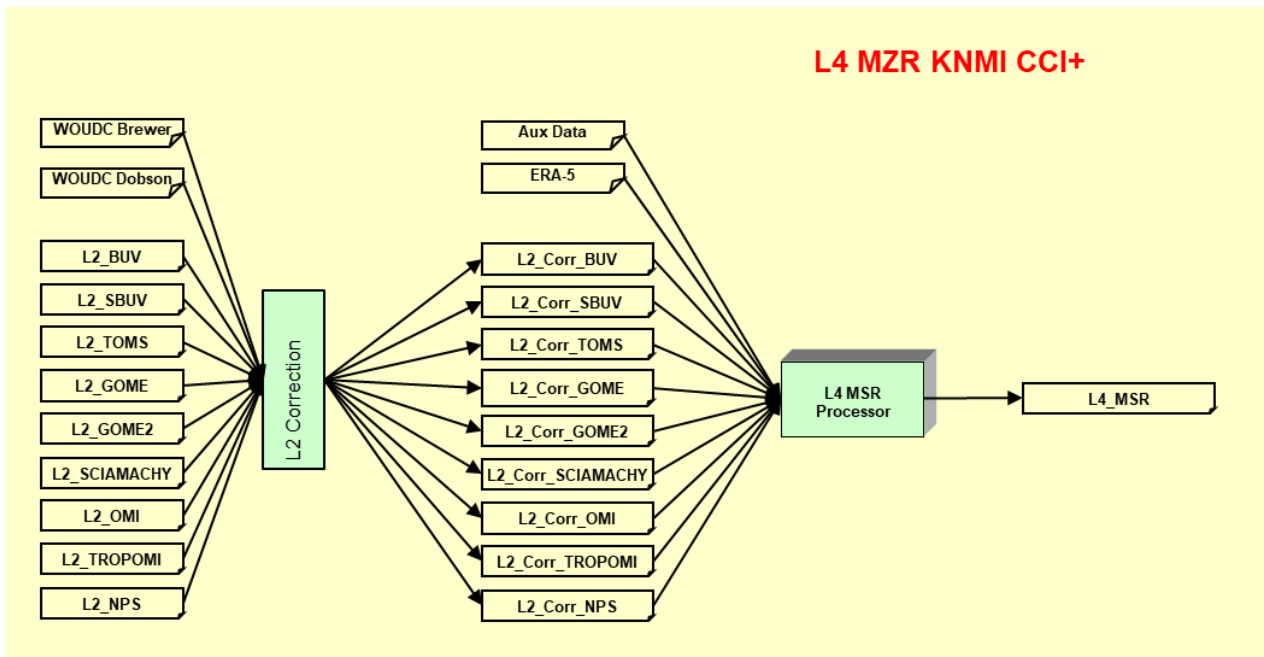 L4 MZR KNMI CCI+
WOUDC Brewer
WOUDC Dobson
L2_BUV
L2_SBUV
L2_TOMS
L2_GOME
L2_GOME2
L2_SCIAMACHY
L2_OMI
L2_TROPOMI
L2_NPS
L2 Correction
Aux Data
ERA-5
L2_Corr_BUV
L2_Corr_SBUV
L2_Corr_TOMS
L2_Corr_GOME
L2_Corr_GOME2
L2_Corr_SCIAMACHY
L2_Corr_OMI
L2_Corr_TROPOMI
L2_Corr_NPS
L4 MSR
Processor
L4_MSR